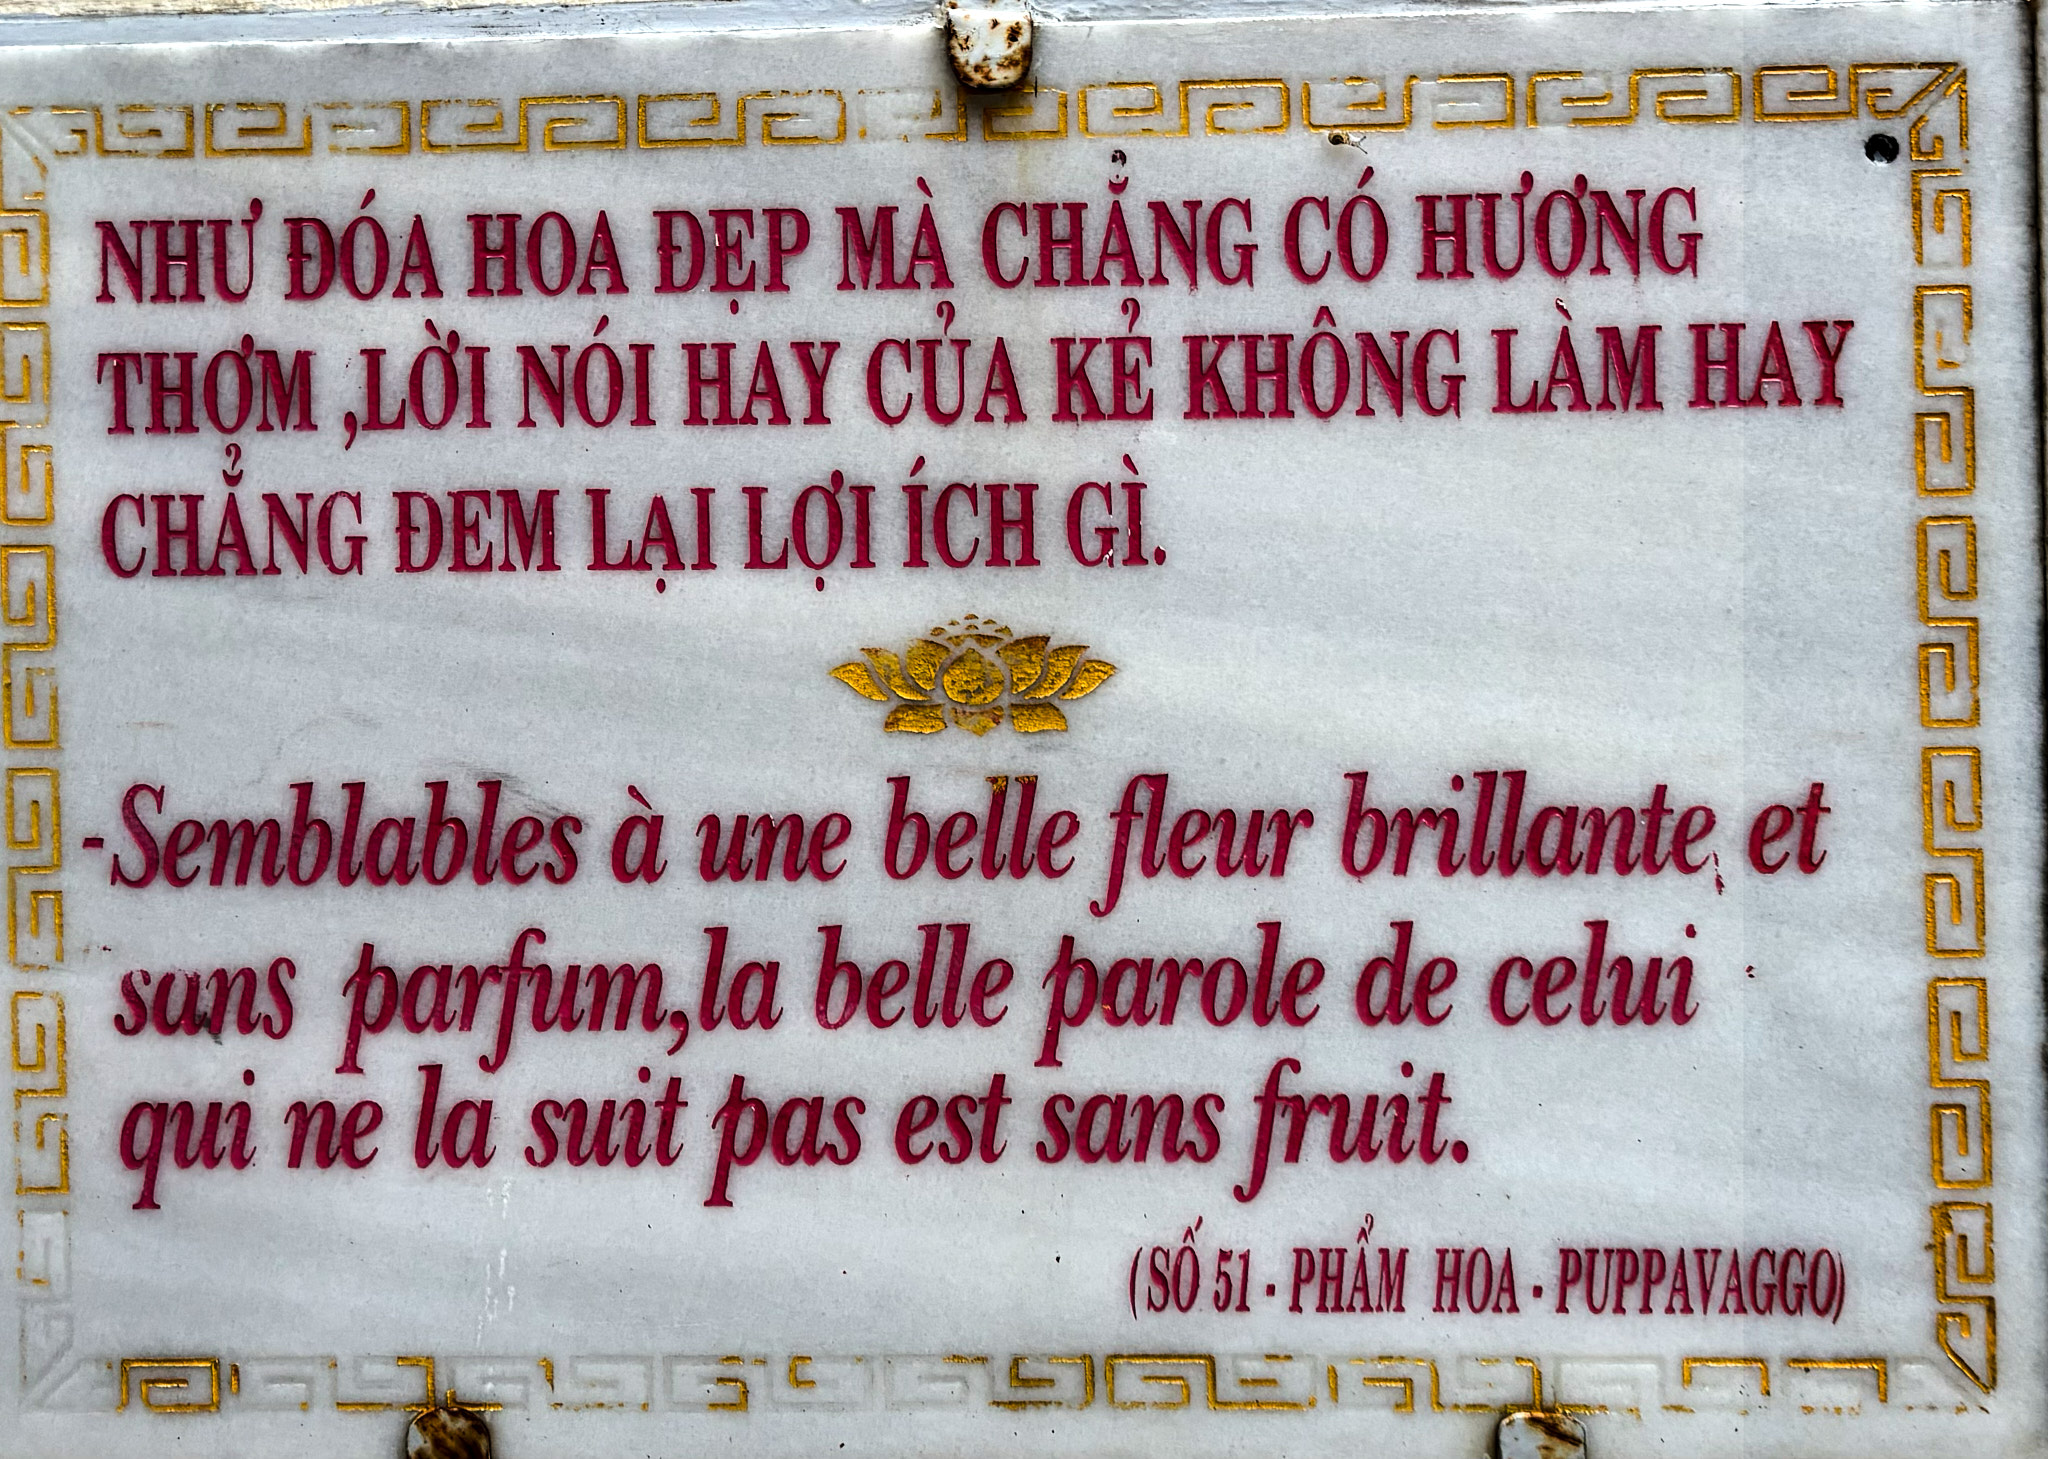 NHƯ ĐÓA HOA ĐẸP MÀ CHẲNG CÓ HƯƠNG
THƠM ,LỜI NÓI HAY CỦA KẺ KHÔNG LÀM HAY
CHẲNG ĐEM LẠI LỢI ÍCH GÌ.
-Semblables à une belle fleur brillante et
sans parfum,la belle parole de celui
qui ne la suit pas est sans fruit.
(SỐ 51 - PHẨM HOA - PUPPAVAGGO)